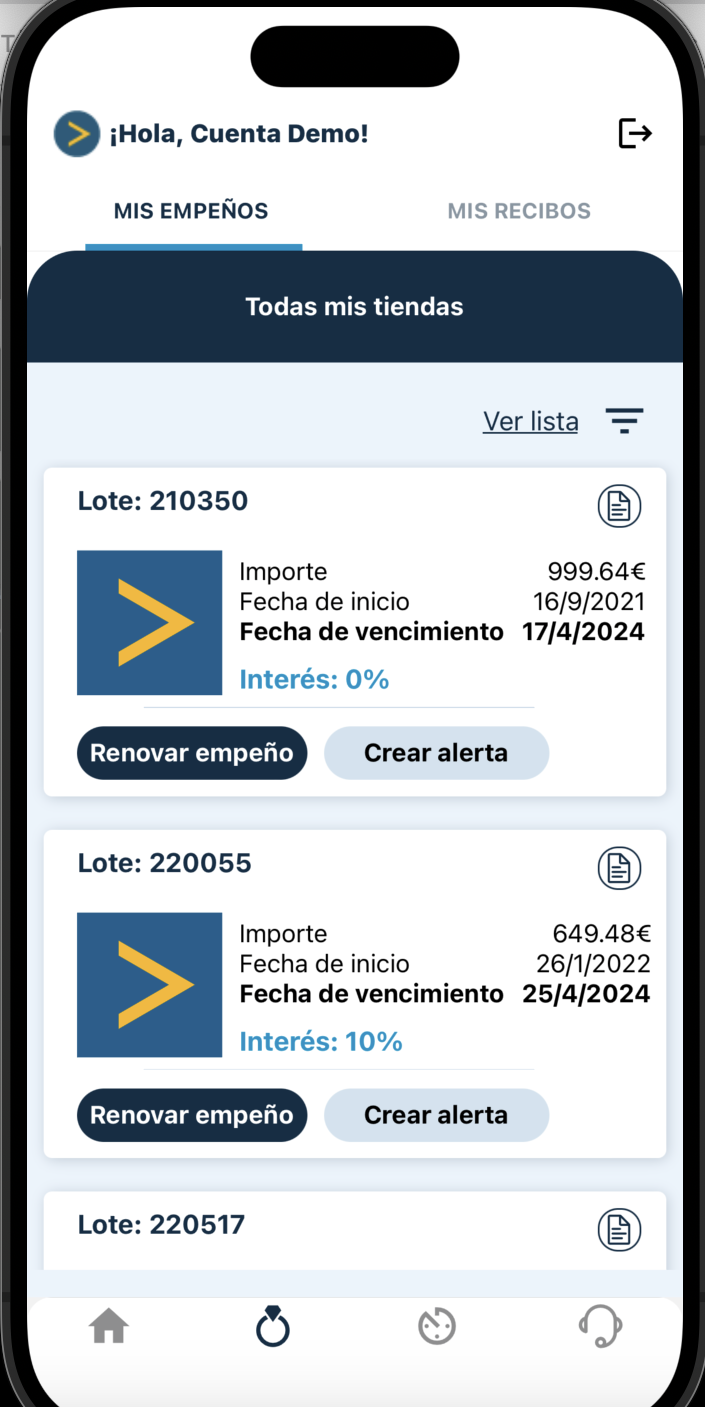 ¡Hola, Cuenta Demo!
MIS EMPEÑOS
MIS RECIBOS
Todas mis tiendas
Ver lista
Lote: 210350
Importe 999.64€
Fecha de inicio 16/9/2021
Fecha de vencimiento 17/4/2024
Interés: 0%
Renovar empeño
Crear alerta
Lote: 220055
Importe 649.48€
Fecha de inicio 26/1/2022
Fecha de vencimiento 25/4/2024
Interés: 10%
Renovar empeño
Crear alerta
Lote: 220517